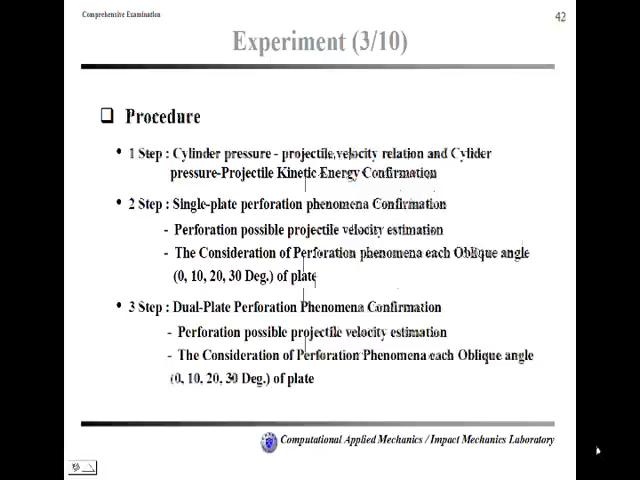 Comprehensive Examination
42
Experiment (3/10)
Procedure
1 Step : Cylinder pressure - projectile velocity relation and Cylider
pressure-Projectile Kinetic Energy Confirmation
2 Step : Single-plate perforation phenomena Confirmation
- Perforation possible projectile velocity estimation
- The Consideration of Perforation phenomena each Oblique angle
(0, 10, 20, 30 Deg.) of plate
3 Step : Dual-Plate Perforation Phenomena Confirmation
- Perforation possible projectile velocity estimation
- The Consideration of Perforation Phenomena each Oblique angle
(0, 10, 20, 30 Deg.) of plate
Computational Applied Mechanics / Impact Mechanics Laboratory